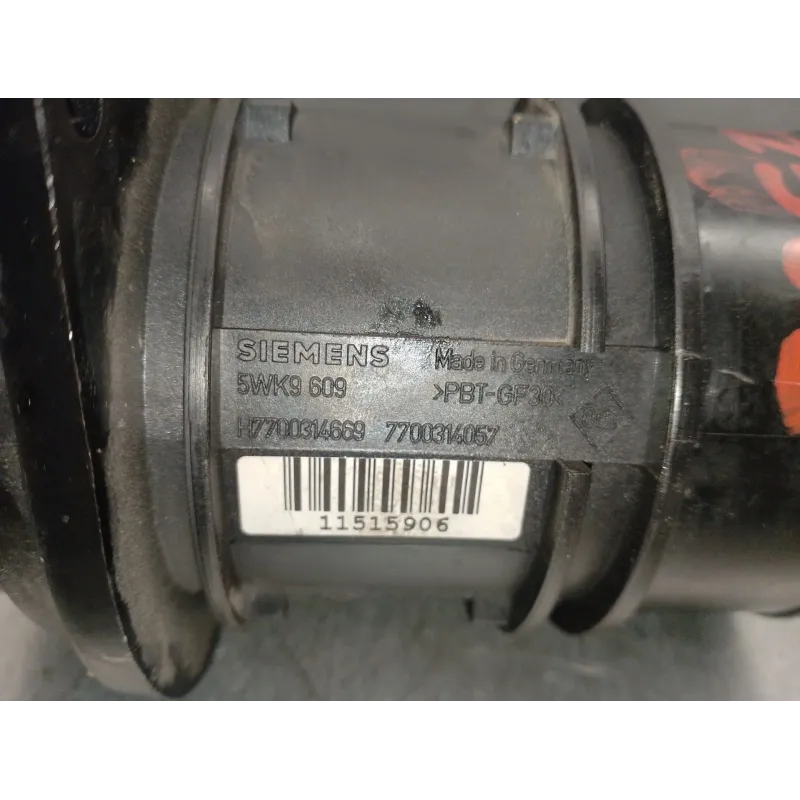 SIEMENS Made in Germany
5WK9 609 >PBT-GF30<
H7700314669 7700314057
11515906